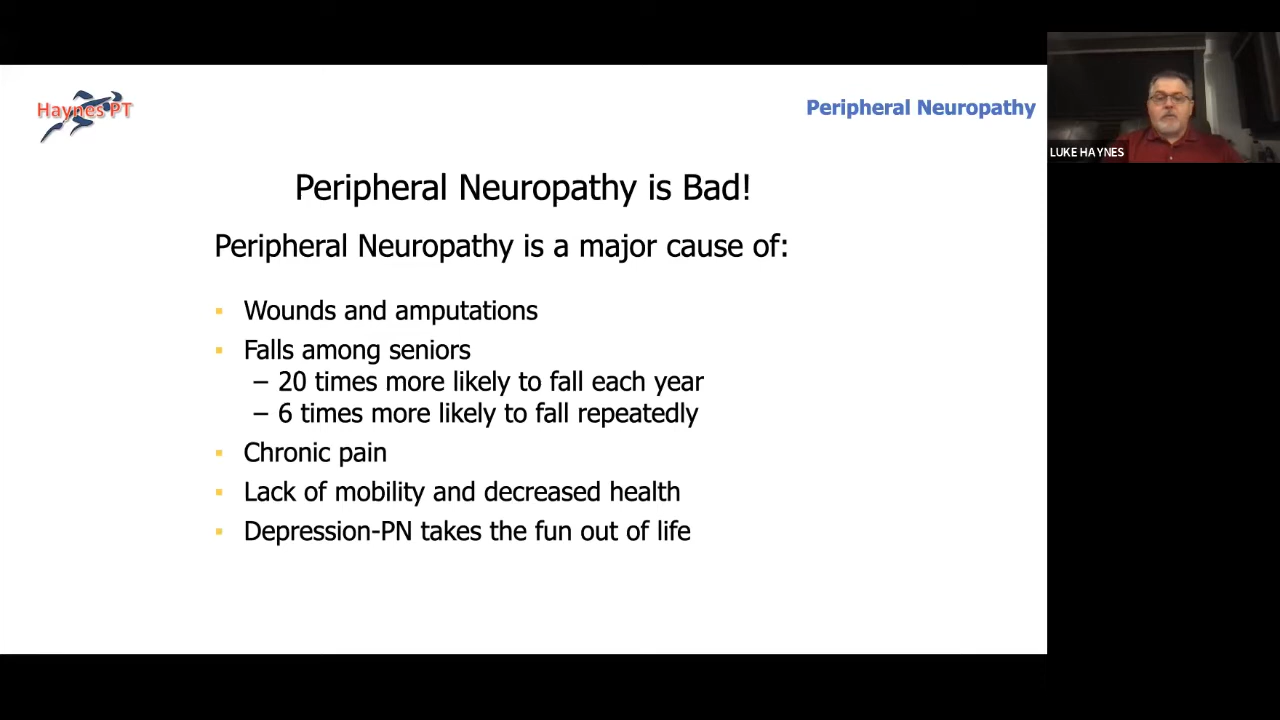 Haynes PT
Peripheral Neuropathy
LUKE HAYNES
Peripheral Neuropathy is Bad!
Peripheral Neuropathy is a major cause of:
▪ Wounds and amputations
▪ Falls among seniors
– 20 times more likely to fall each year
– 6 times more likely to fall repeatedly
▪ Chronic pain
▪ Lack of mobility and decreased health
▪ Depression-PN takes the fun out of life